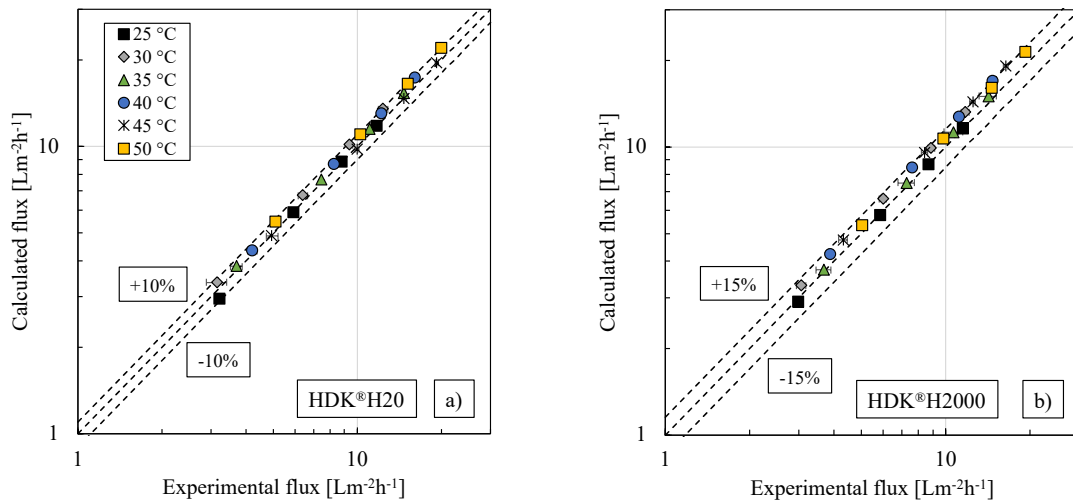 25 °C
30 °C
35 °C
40 °C
45 °C
50 °C
10
1
+10%
-10%
HDK®H20
a)
1
10
Calculated flux [Lm-2h-1]
Experimental flux [Lm-2h-1]
10
1
+15%
-15%
HDK®H2000
b)
1
10
Calculated flux [Lm-2h-1]
Experimental flux [Lm-2h-1]